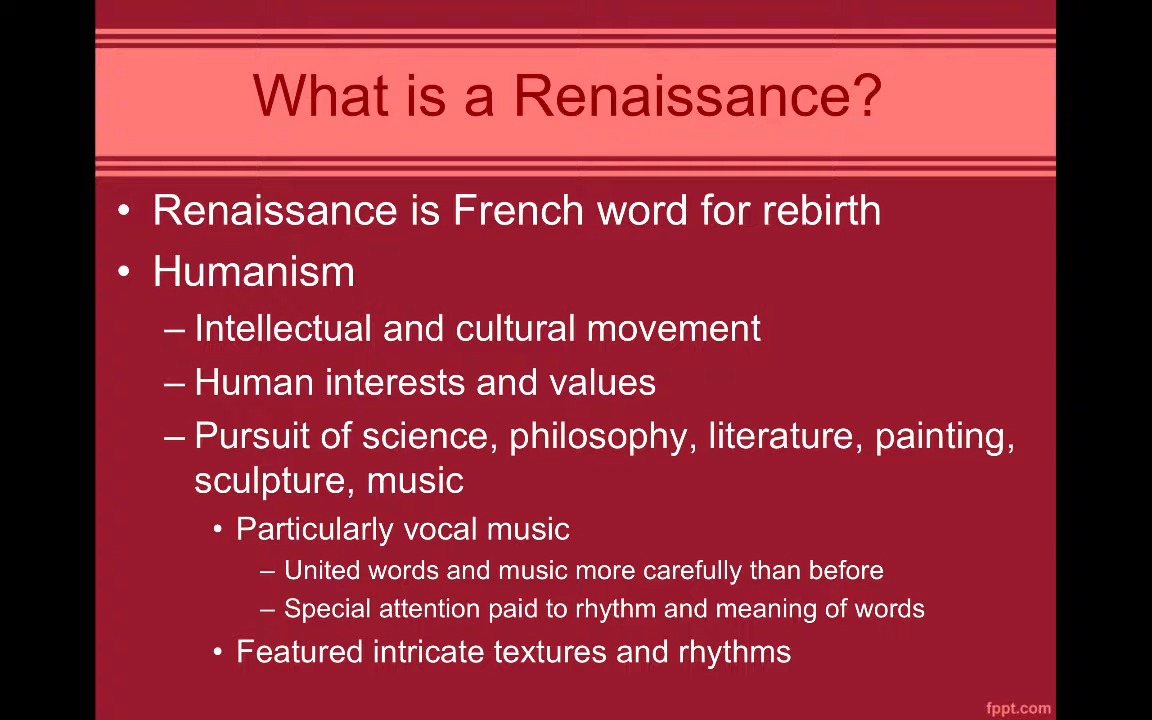 What is a Renaissance?
• Renaissance is French word for rebirth
• Humanism
– Intellectual and cultural movement
– Human interests and values
– Pursuit of science, philosophy, literature, painting,
sculpture, music
• Particularly vocal music
– United words and music more carefully than before
– Special attention paid to rhythm and meaning of words
• Featured intricate textures and rhythms
fppt.com